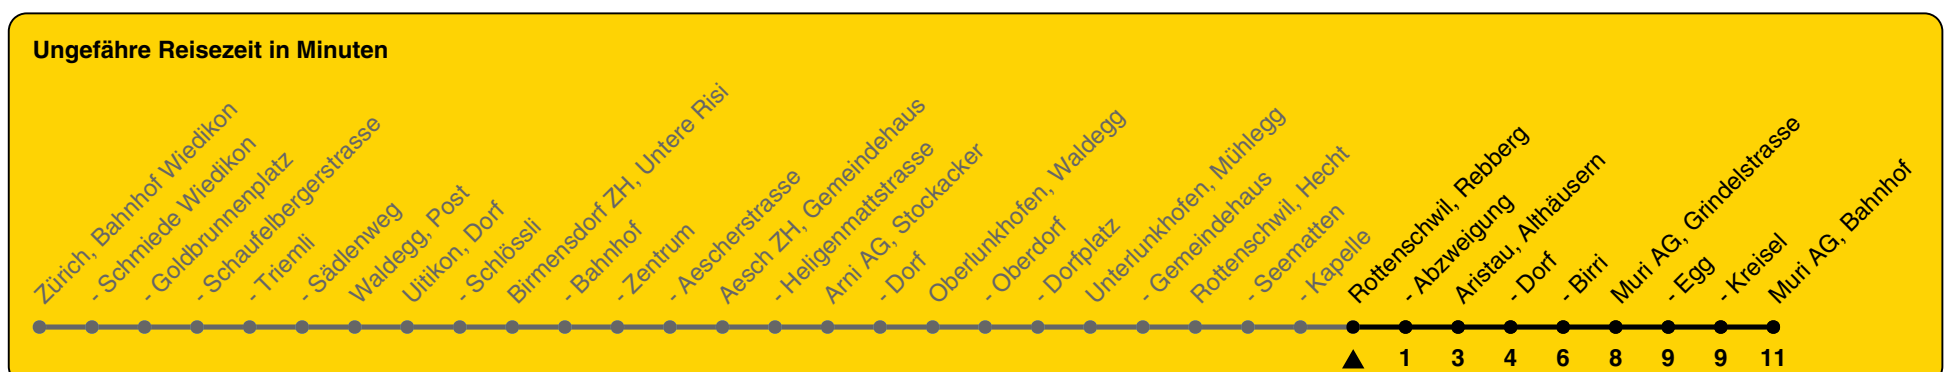 Ungefähre Reisezeit in Minuten
Zürich, Bahnhof Wiedikon
- Schmiede Wiedikon
- Goldbrunnenplatz
- Schaufelbergerstrasse
- Triemli
- Sädlenweg
Waldegg, Post
Uitikon, Dorf
- Schlössli
Birmensdorf ZH, Untere Risi
- Bahnhof
- Zentrum
- Aescherstrasse
Aesch ZH, Gemeindehaus
- Heligenmattstrasse
Arni AG, Stockacker
- Dorf
Oberlunkhofen, Waldegg
- Oberdorf
- Dorfplatz
Unterlunkhofen, Mühlegg
- Gemeindehaus
Rottenschwil, Hecht
- Seematten
- Kapelle
Rottenschwil, Rebberg
- Abzweigung
Aristau, Althäusern
- Dorf
- Birri
Muri AG, Grindelstrasse
- Egg
- Kreisel
Muri AG, Bahnhof
1 3 4 6 8 9 9 11